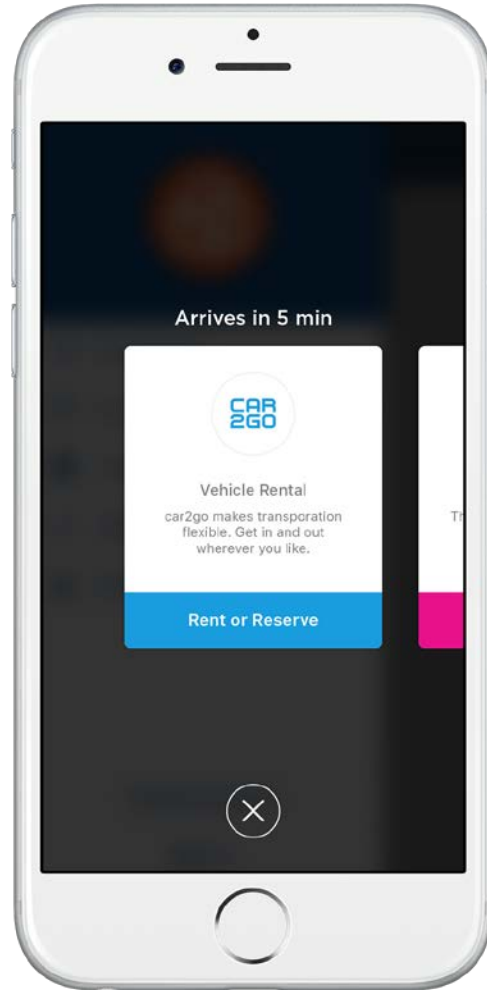 Arrives in 5 min
CAR
2GO
Vehicle Rental
car2go makes transporation
flexible. Get in and out
wherever you like.
Th
Rent or Reserve